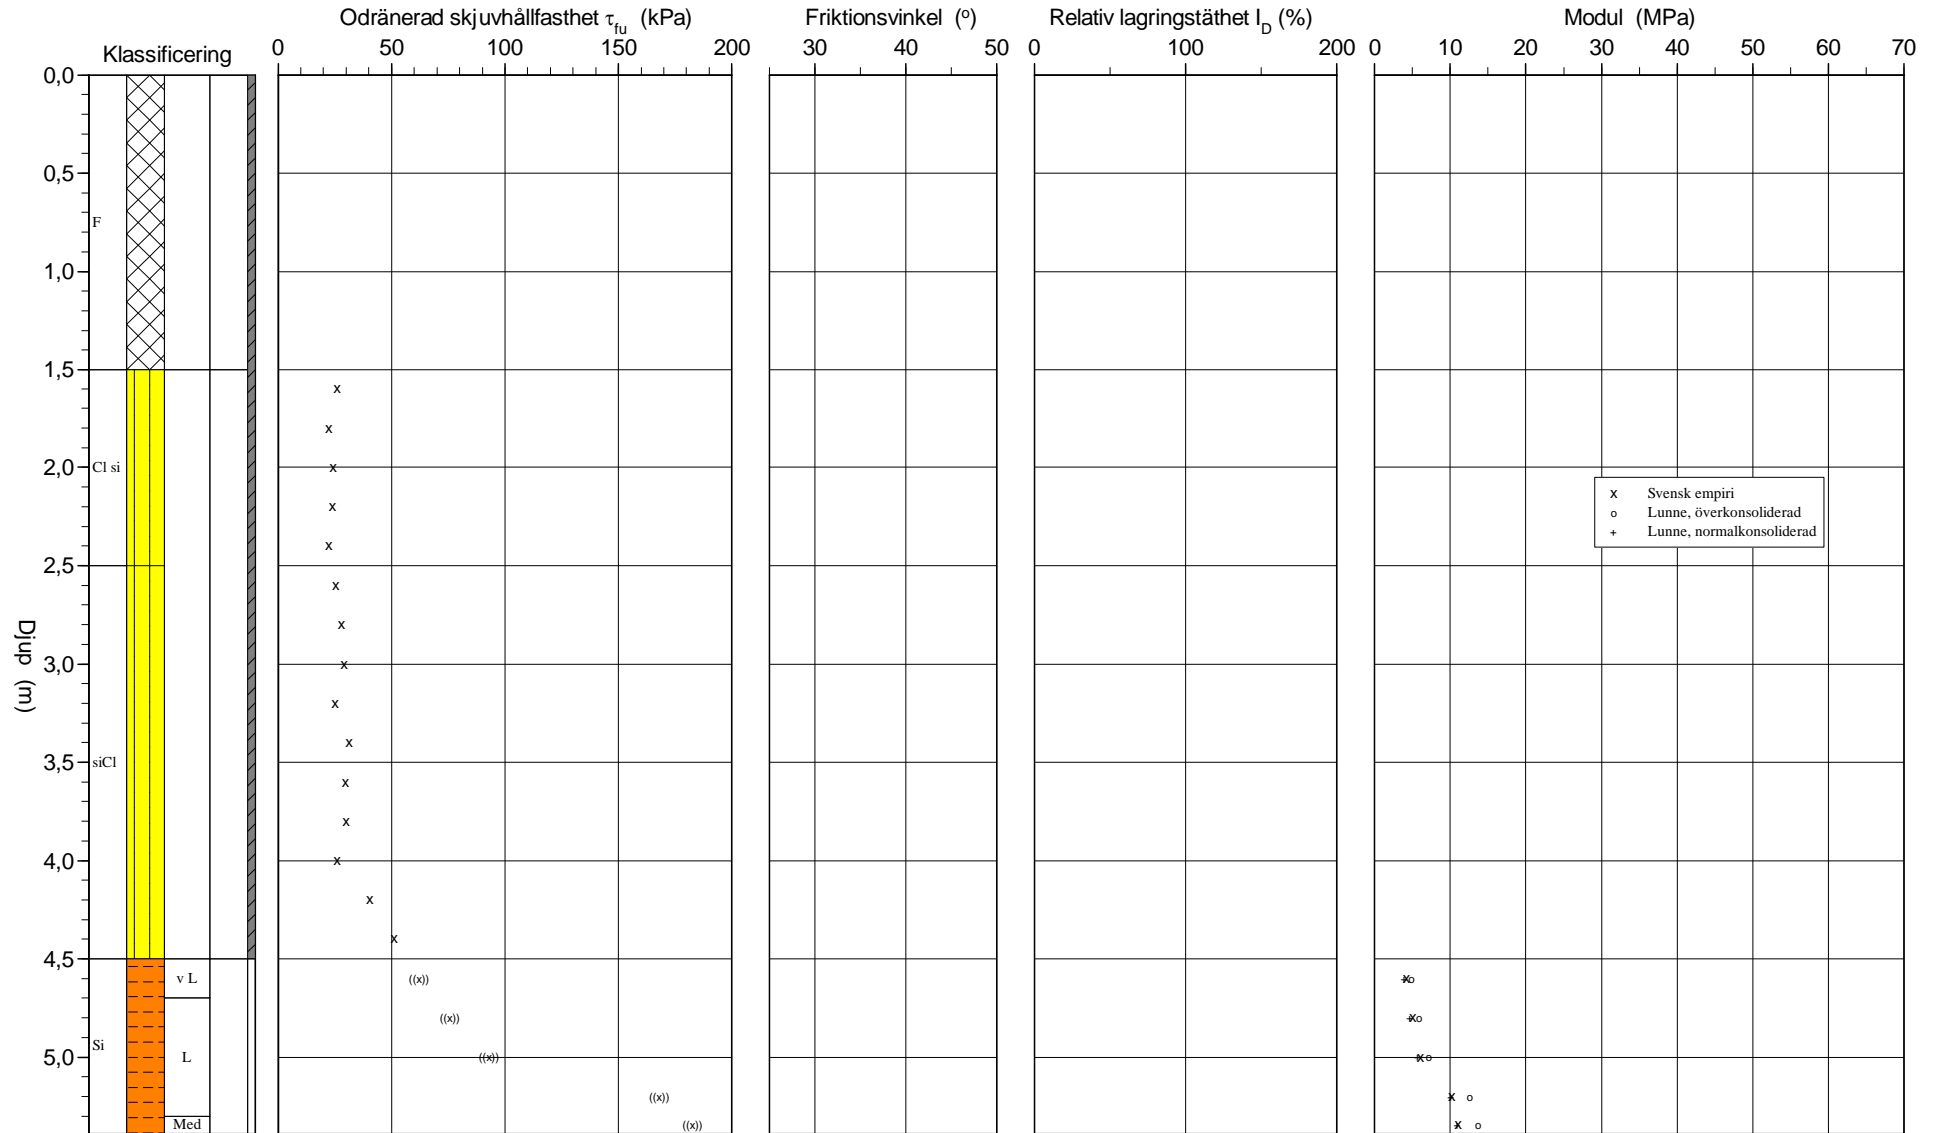 Odränerad skjuvhållfasthet τfu (kPa)
Friktionsvinkel (o)
Relativ lagringstäthet ID (%)
Modul (MPa)
Klassificering
0 50 100 150 200
30 40 50
0 100 200
0 10 20 30 40 50 60 70
0,0
0,5
F
1,0
1,5
2,0
Cl si
x Svensk empiri
o Lunne, överkonsoliderad
+ Lunne, normalkonsoliderad
2,5
Djup (m)
3,0
3,5
siCl
4,0
4,5
v L
Si
L
5,0
Med